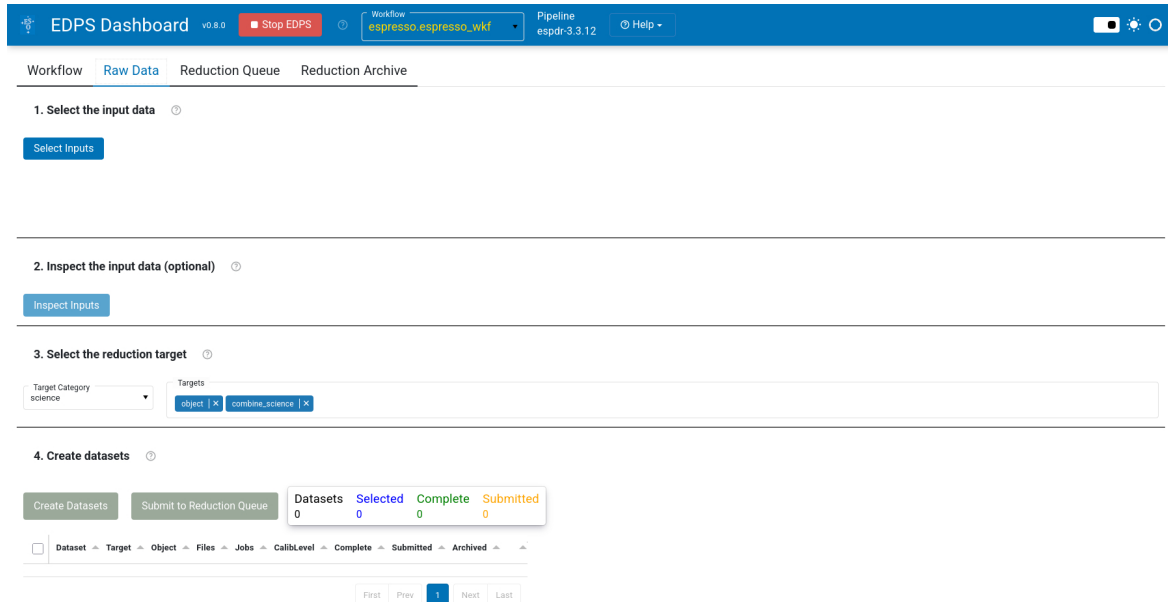 EDPS Dashboard v0.8.0 Stop EDPS Workflow espresso.espresso_wkf Pipeline espdr-3.3.12 Help
Workflow Raw Data Reduction Queue Reduction Archive
1. Select the input data
Select Inputs
2. Inspect the input data (optional)
Inspect Inputs
3. Select the reduction target
Target Category
science
Targets
object | × combine_science | ×
4. Create datasets
Create Datasets Submit to Reduction Queue
Datasets Selected Complete Submitted
0 0 0 0
Dataset Target Object Files Jobs CalibLevel Complete Submitted Archived
First Prev 1 Next Last